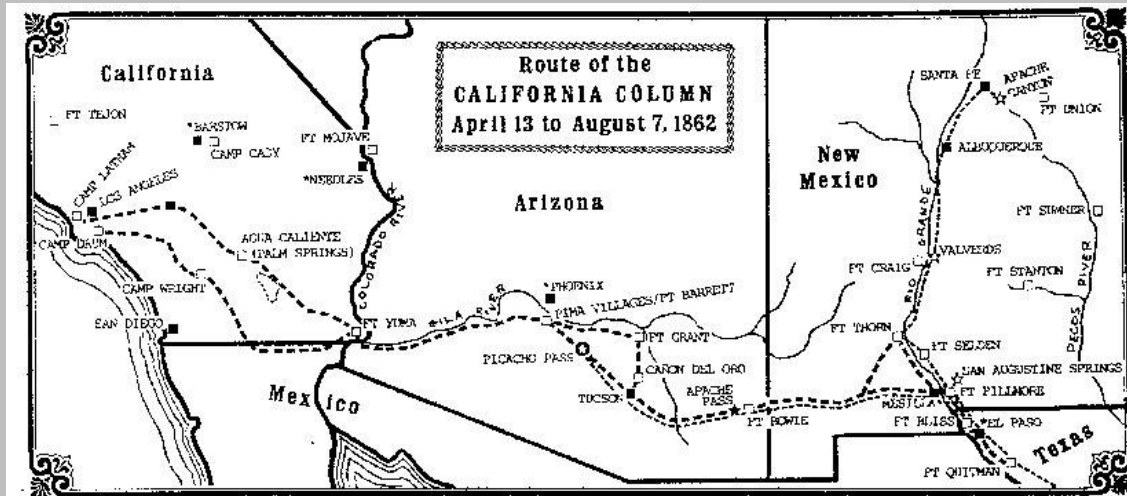 Route of the
CALIFORNIA COLUMN
April 13 to August 7, 1862
California
FT TEJON
*BARSTOW
CAMP CADY
FT MOJAVE
*NEEDLES
CAMP LATHAM
LOS ANGELES
CAMP DRUM
AGUA CALIENTE
(PALM SPRINGS)
CAMP WRIGHT
SAN DIEGO
COLORADO RIVER
FT YUMA
Mexico
Arizona
GILA RIVER
*PHOENIX
PIMA VILLAGES/FT BARRETT
PICACHO PASS
FT GRANT
CAÑON DEL ORO
TUCSON
APACHE
PASS
FT BOWIE
New
Mexico
SANTA FE
APACHE
CANYON
FT UNION
ALBUQUERQUE
RIO GRANDE
FT SUMNER
VALVERDE
FT CRAIG
FT STANTON
PECOS RIVER
FT THORN
FT SELDEN
SAN AUGUSTINE SPRINGS
FT FILLMORE
MESILLA
FT BLISS
*EL PASO
Texas
FT QUITMAN